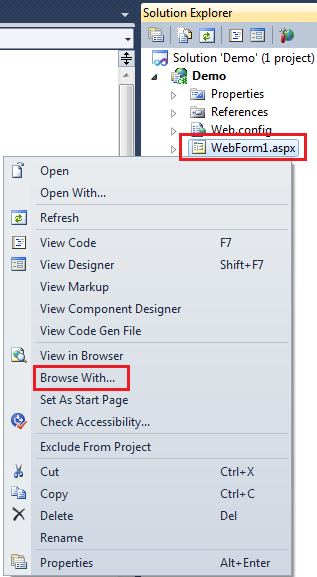 Solution Explorer
Solution 'Demo' (1 project)
Demo
Properties
References
Web.config
WebForm1.aspx
Open
Open With...
Refresh
View Code F7
View Designer Shift+F7
View Markup
View Component Designer
View Code Gen File
View in Browser
Browse With...
Set As Start Page
Check Accessibility...
Exclude From Project
Cut Ctrl+X
Copy Ctrl+C
Delete Del
Rename
Properties Alt+Enter